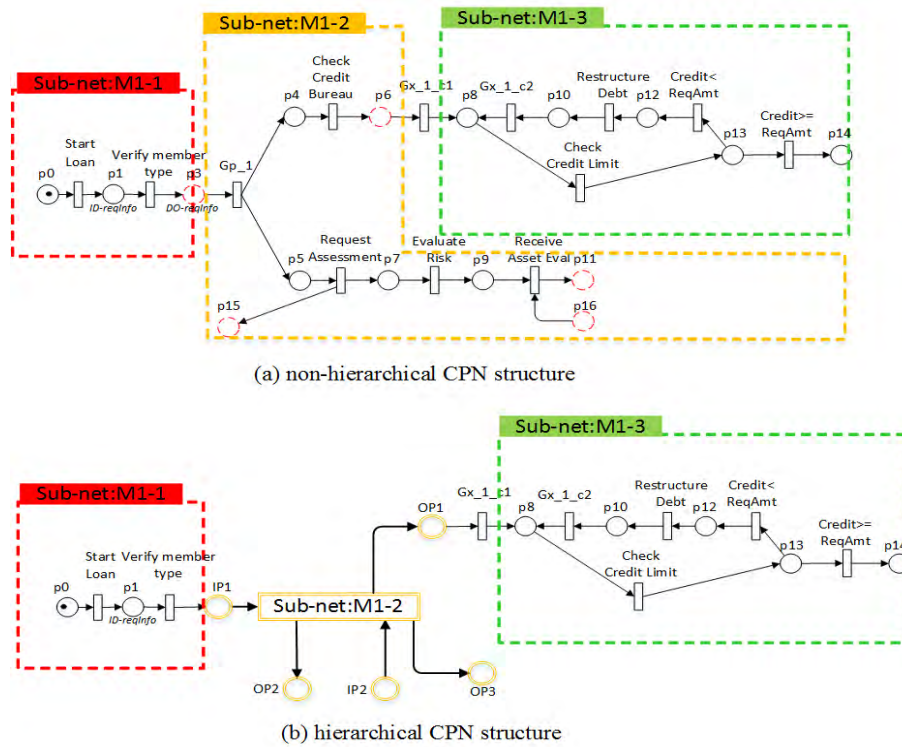 Sub-net:M1-2
Sub-net:M1-3
Sub-net:M1-1
Check
Credit
Bureau
p4
p6
Gx_1_c1
p8
Gx_1_c2
p10
Restructure
Debt
p12
Credit<
ReqAmt
p13
Credit>=
ReqAmt
p14
Check
Credit Limit
p0
Start
Loan
p1
ID-reqInfo
Verify member
type
p3
DO-reqInfo
Gp_1
p5
Request
Assessment
p7
Evaluate
Risk
p9
Receive
Asset Eval
p11
p15
p16
(a) non-hierarchical CPN structure
Sub-net:M1-3
Sub-net:M1-1
OP1
Gx_1_c1
p8
Gx_1_c2
p10
Restructure
Debt
p12
Credit<
ReqAmt
p13
Credit>=
ReqAmt
p14
Check
Credit Limit
p0
Start
Loan
p1
ID-reqInfo
Verify member
type
IP1
Sub-net:M1-2
OP2
IP2
OP3
(b) hierarchical CPN structure